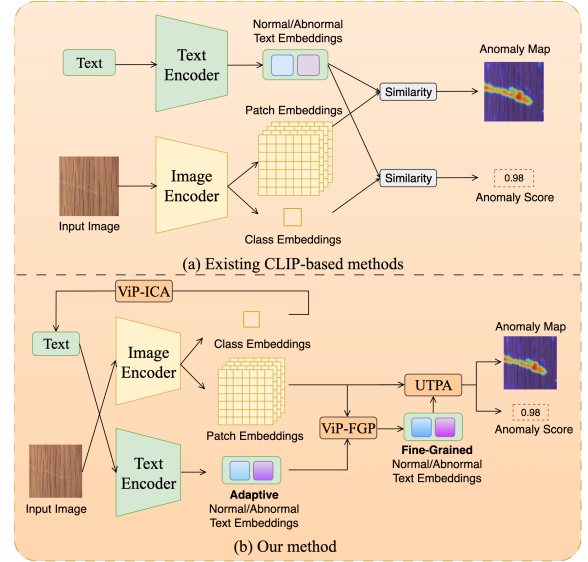 Normal/Abnormal
Text Embeddings
Text
Text
Encoder
Anomaly Map
Similarity
Patch Embeddings
Image
Encoder
Input Image
Similarity
0.98
Anomaly Score
Class Embeddings
(a) Existing CLIP-based methods
ViP-ICA
Text
Image
Encoder
Class Embeddings
Anomaly Map
UTPA
Patch Embeddings
ViP-FGP
0.98
Anomaly Score
Text
Encoder
Input Image
Adaptive
Normal/Abnormal
Text Embeddings
Fine-Grained
Normal/Abnormal
Text Embeddings
(b) Our method